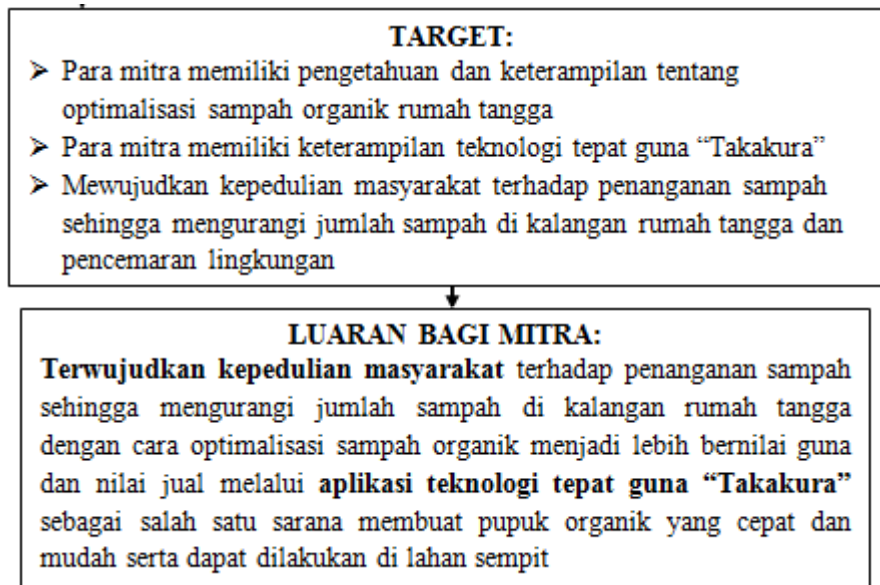 TARGET:
➤ Para mitra memiliki pengetahuan dan keterampilan tentang
optimalisasi sampah organik rumah tangga
➤ Para mitra memiliki keterampilan teknologi tepat guna “Takakura”
➤ Mewujudkan kepedulian masyarakat terhadap penanganan sampah
sehingga mengurangi jumlah sampah di kalangan rumah tangga dan
pencemaran lingkungan
LUARAN BAGI MITRA:
Terwujudkan kepedulian masyarakat terhadap penanganan sampah
sehingga mengurangi jumlah sampah di kalangan rumah tangga
dengan cara optimalisasi sampah organik menjadi lebih bernilai guna
dan nilai jual melalui aplikasi teknologi tepat guna “Takakura”
sebagai salah satu sarana membuat pupuk organik yang cepat dan
mudah serta dapat dilakukan di lahan sempit